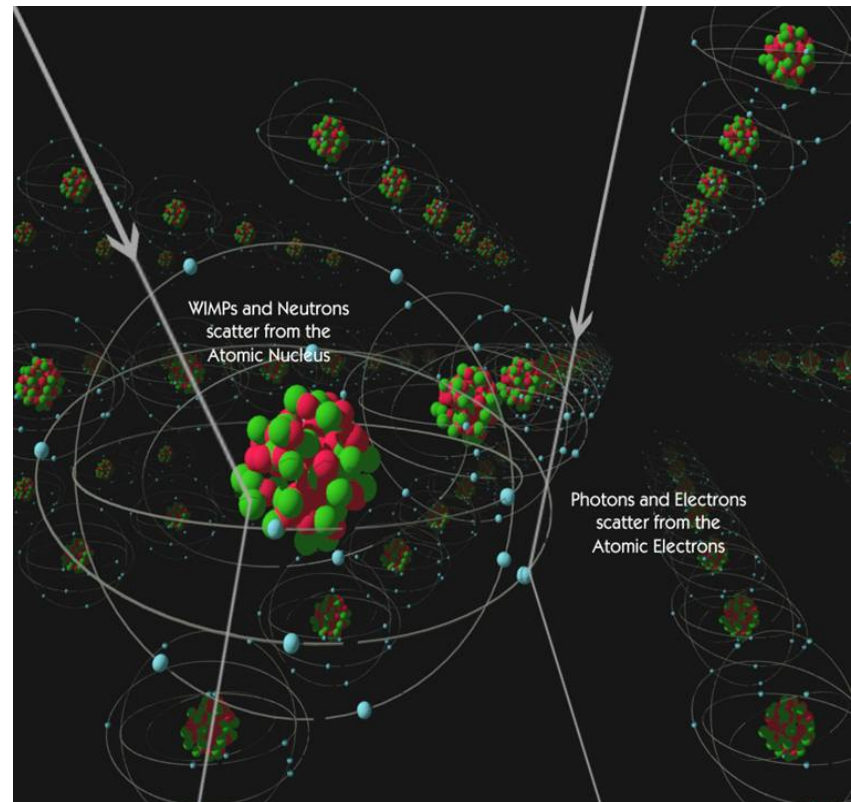 WIMPs and Neutrons
scatter from the
Atomic Nucleus
Photons and Electrons
scatter from the
Atomic Electrons